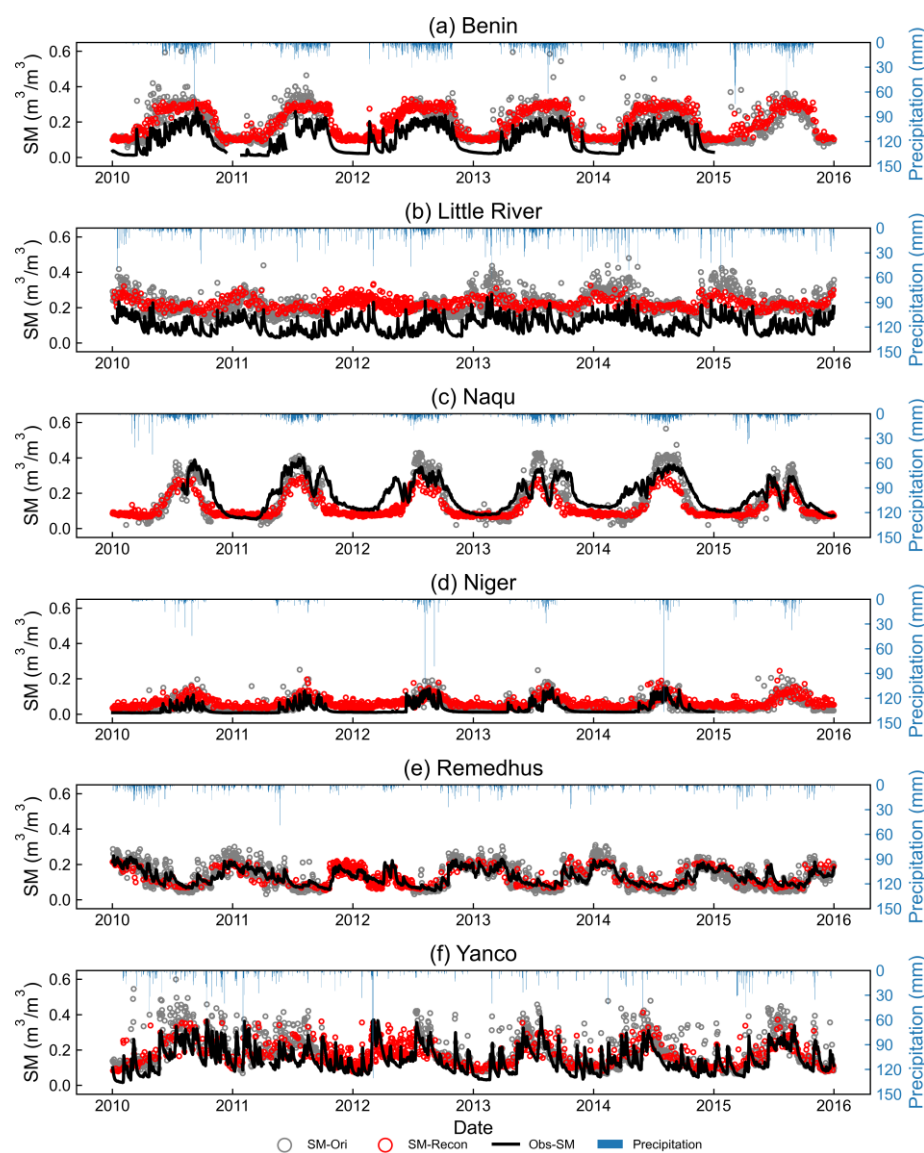 (a) Benin
0.6
0.4
0.2
0.0
SM (m³/m³)
0
30
60
90
120
150
Precipitation (mm)
2010 2011 2012 2013 2014 2015 2016
(b) Little River
0.6
0.4
0.2
0.0
SM (m³/m³)
0
30
60
90
120
150
Precipitation (mm)
2010 2011 2012 2013 2014 2015 2016
(c) Naqu
0.6
0.4
0.2
0.0
SM (m³/m³)
0
30
60
90
120
150
Precipitation (mm)
2010 2011 2012 2013 2014 2015 2016
(d) Niger
0.6
0.4
0.2
0.0
SM (m³/m³)
0
30
60
90
120
150
Precipitation (mm)
2010 2011 2012 2013 2014 2015 2016
(e) Remedhus
0.6
0.4
0.2
0.0
SM (m³/m³)
0
30
60
90
120
150
Precipitation (mm)
2010 2011 2012 2013 2014 2015 2016
(f) Yanco
0.6
0.4
0.2
0.0
SM (m³/m³)
0
30
60
90
120
150
Precipitation (mm)
2010 2011 2012 2013 2014 2015 2016
Date
SM-Ori SM-Recon Obs-SM Precipitation